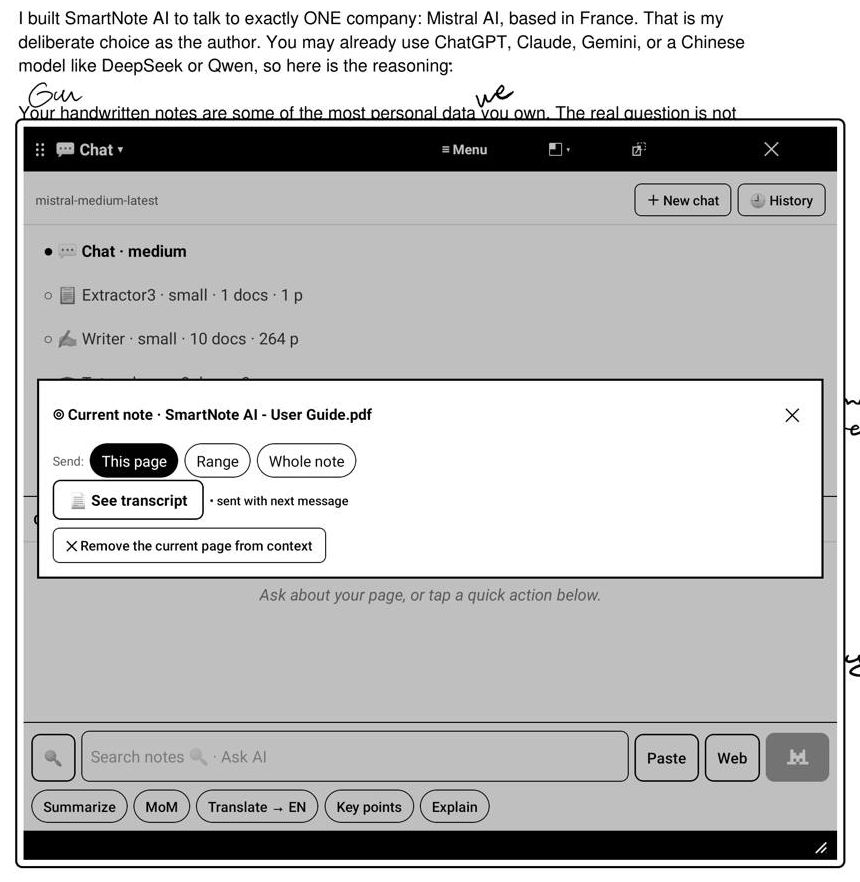 I built SmartNote AI to talk to exactly ONE company: Mistral AI, based in France. That is my
deliberate choice as the author. You may already use ChatGPT, Claude, Gemini, or a Chinese
model like DeepSeek or Qwen, so here is the reasoning:
we
Your handwritten notes are some of the most personal data you own. The real question is not
Chat
Menu
mistral-medium-latest
+ New chat
History
Chat · medium
Extractor3 · small · 1 docs · 1 p
Writer · small · 10 docs · 264 p
Current note · SmartNote AI - User Guide.pdf
Send: This page Range Whole note
See transcript · sent with next message
Remove the current page from context
Ask about your page, or tap a quick action below.
Search notes · Ask AI
Paste
Web
Summarize
MoM
Translate → EN
Key points
Explain